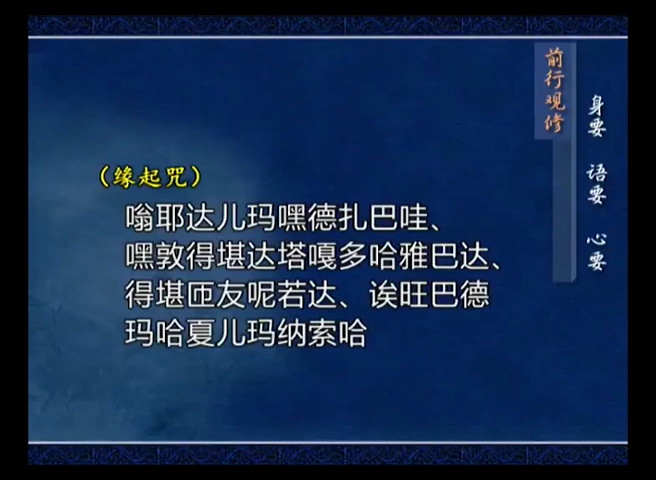 前行观修
身要 语要 心要
（缘起咒）
嗡耶达儿玛嘿德扎巴哇、
嘿敦得堪达塔嘎多哈雅巴达、
得堪匝友呢若达、诶旺巴德
玛哈夏儿玛纳索哈